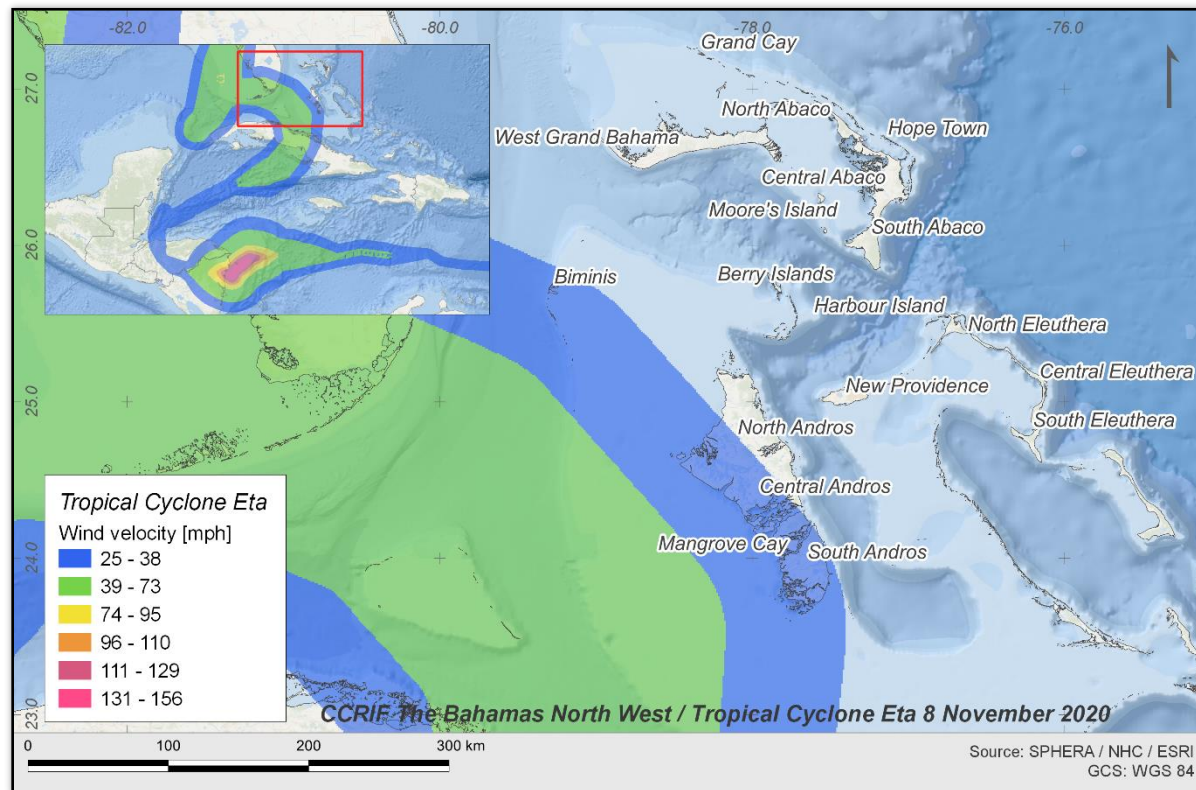 -82.0
-80.0
-78.0
-76.0
27.0
26.0
25.0
24.0
23.0
Grand Cay
North Abaco
Hope Town
West Grand Bahama
Central Abaco
Moore's Island
South Abaco
Biminis
Berry Islands
Harbour Island
North Eleuthera
Central Eleuthera
New Providence
South Eleuthera
North Andros
Central Andros
Mangrove Cay
South Andros
Tropical Cyclone Eta
Wind velocity [mph]
25 - 38
39 - 73
74 - 95
96 - 110
111 - 129
131 - 156
CCRIF The Bahamas North West / Tropical Cyclone Eta 8 November 2020
0 100 200 300 km
Source: SPHERA / NHC / ESRI
GCS: WGS 84